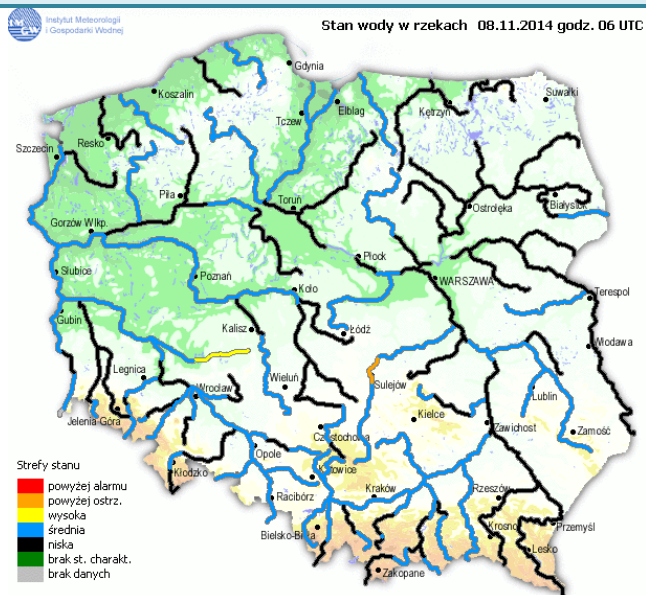 Instytut Meteorologii
i Gospodarki Wodnej
IMGW
Stan wody w rzekach 08.11.2014 godz. 06 UTC
Gdynia
Koszalin
Suwałki
Tczew
Elbląg
Kętrzyn
Resko
Szczecin
Piła
Toruń
Ostrołęka
Białystok
Gorzów Wlkp.
Płock
Słubice
Poznań
WARSZAWA
Koło
Terespol
Gubin
Kalisz
Łódź
Włodawa
Legnica
Wieluń
Sulejów
Wrocław
Lublin
Jelenia Góra
Kielce
Zawichost
Zamość
Częstochowa
Opole
Kłodzko
Katowice
Racibórz
Kraków
Rzeszów
Bielsko-Biała
Krosno
Przemyśl
Lesko
Zakopane
Strefy stanu
powyżej alarmu
powyżej ostrz.
wysoka
średnia
niska
brak st. charakt.
brak danych